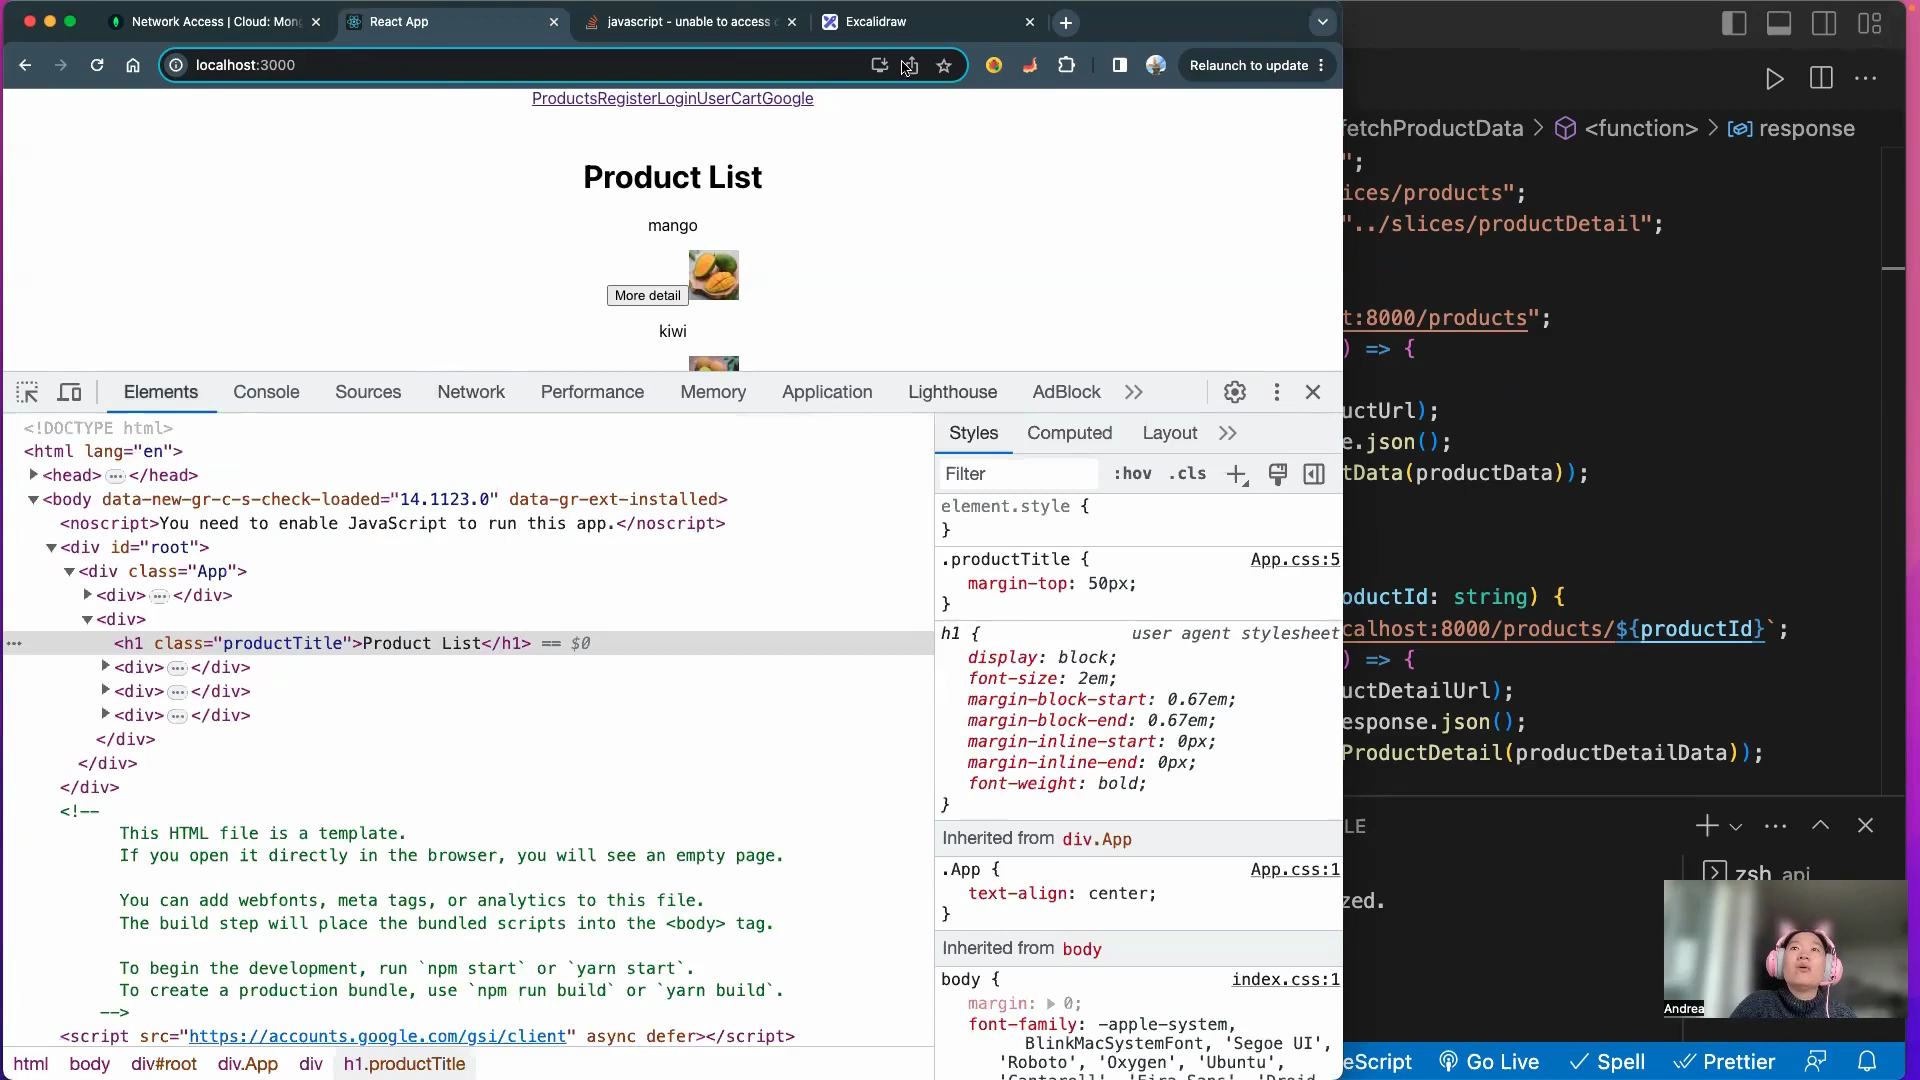 Network Access | Cloud: Mon
React App
javascript - unable to access
Excalidraw
localhost:3000
Relaunch to update
ProductsRegisterLoginUserCartGoogle
Product List
mango
More detail
kiwi
Elements
Console
Sources
Network
Performance
Memory
Application
Lighthouse
AdBlock
<!DOCTYPE html>
<html lang="en">
<head> ··· </head>
<body data-new-gr-c-s-check-loaded="14.1123.0" data-gr-ext-installed>
<noscript>You need to enable JavaScript to run this app.</noscript>
<div id="root">
<div class="App">
<div> ··· </div>
<div>
··· <h1 class="productTitle">Product List</h1> == $0
<div> ··· </div>
<div> ··· </div>
<div> ··· </div>
</div>
</div>
</div>
<!--
This HTML file is a template.
If you open it directly in the browser, you will see an empty page.
You can add webfonts, meta tags, or analytics to this file.
The build step will place the bundled scripts into the <body> tag.
To begin the development, run `npm start` or `yarn start`.
To create a production bundle, use `npm run build` or `yarn build`.
-->
<script src="https://accounts.google.com/gsi/client" async defer></script>
html body div#root div.App div h1.productTitle
Styles
Computed
Layout
Filter
:hov .cls
element.style {
}
.productTitle { App.css:5
margin-top: 50px;
}
h1 { user agent stylesheet
display: block;
font-size: 2em;
margin-block-start: 0.67em;
margin-block-end: 0.67em;
margin-inline-start: 0px;
margin-inline-end: 0px;
font-weight: bold;
}
Inherited from div.App
.App { App.css:1
text-align: center;
}
Inherited from body
body { index.css:1
margin: 0;
font-family: -apple-system,
BlinkMacSystemFont, 'Segoe UI',
'Roboto', 'Oxygen', 'Ubuntu',
fetchProductData > <function> > response
";
ices/products";
"../slices/productDetail";
t:8000/products";
) => {
uctUrl);
e.json();
tData(productData));
oductId: string) {
calhost:8000/products/${productId}`;
) => {
uctDetailUrl);
esponse.json();
ProductDetail(productDetailData));
LE
zsh api
zed.
Andrea
eScript
Go Live
Spell
Prettier